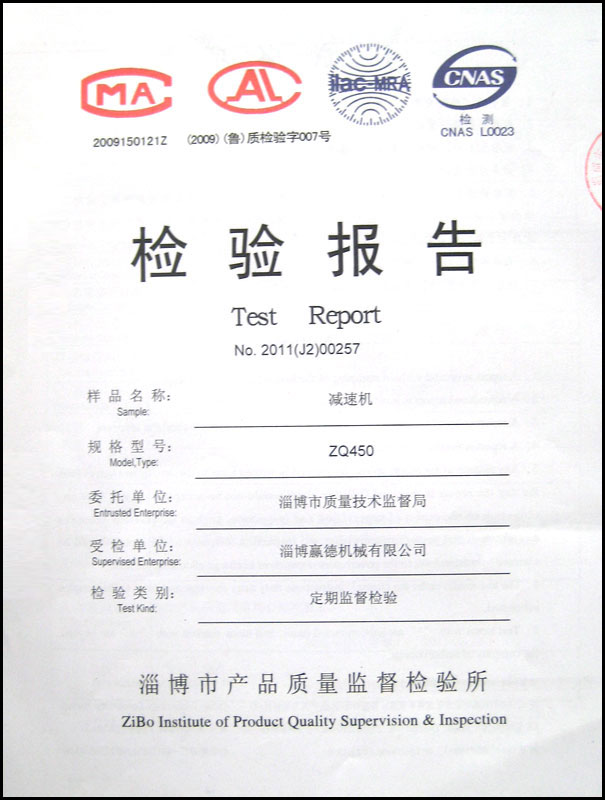 MA
AL
ilac-MRA
CNAS
检 测
CNAS L0023
2009150121Z
(2009)(鲁)质检验字007号
检 验 报 告
Test Report
No. 2011(J2)00257
样 品 名 称:
Sample:
减速机
规 格 型 号:
Model,Type:
ZQ450
委 托 单 位:
Entrusted Enterprise:
淄博市质量技术监督局
受 检 单 位:
Supervised Enterprise:
淄博赢德机械有限公司
检 验 类 别:
Test Kind:
定期监督检验
淄博市产品质量监督检验所
ZiBo Institute of Product Quality Supervision & Inspection